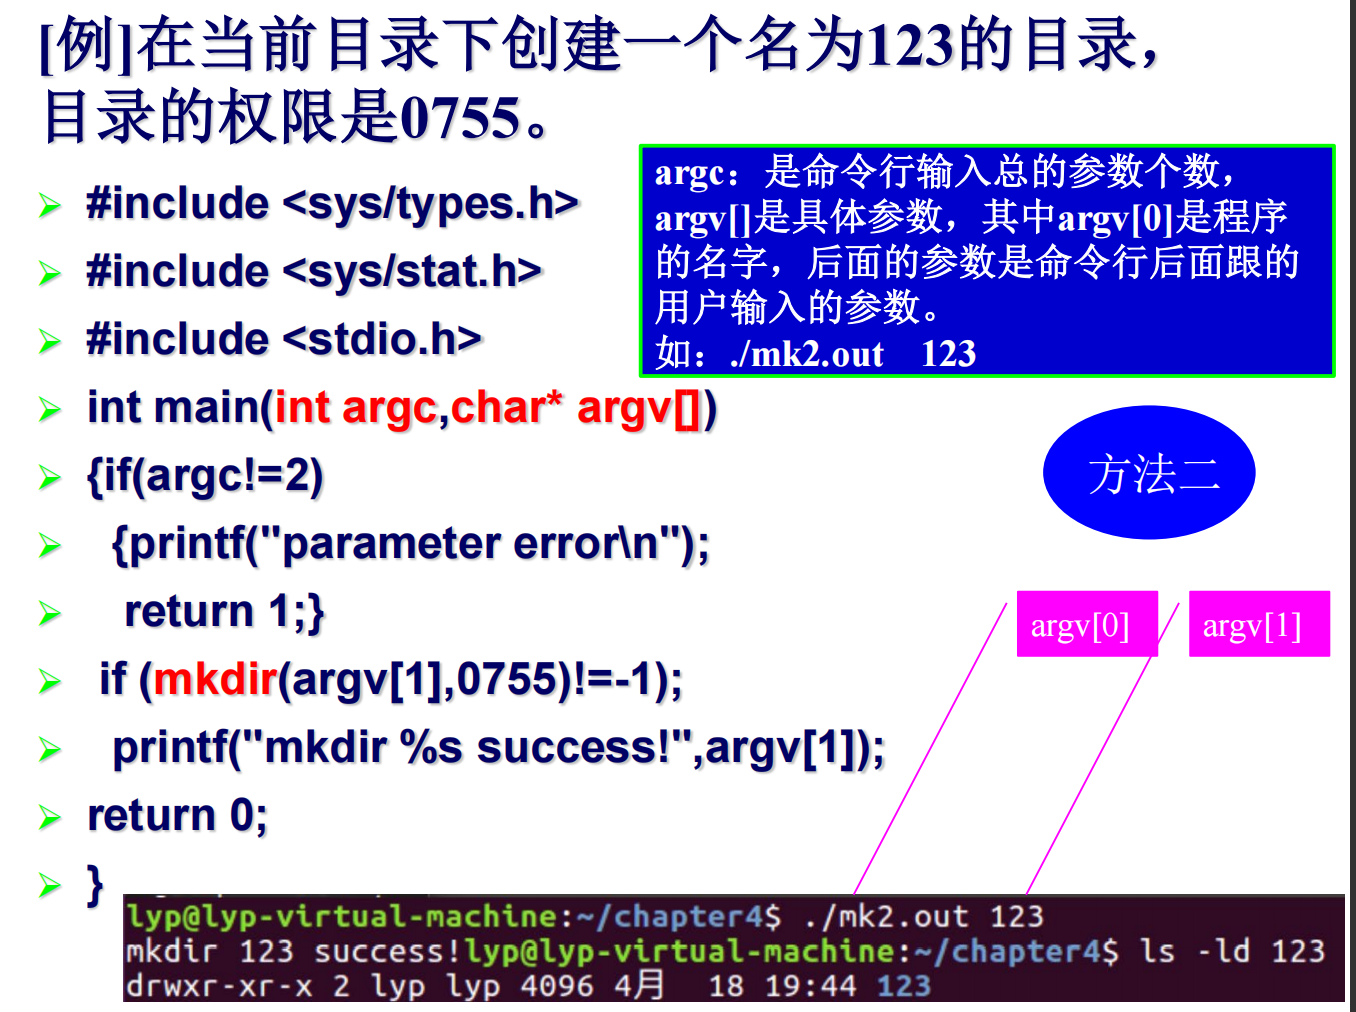 [例]在当前目录下创建一个名为123的目录，
目录的权限是0755。
argc：是命令行输入总的参数个数，
argv[]是具体参数，其中argv[0]是程序
的名字，后面的参数是命令行后面跟的
用户输入的参数。
如：./mk2.out 123
#include <sys/types.h>
#include <sys/stat.h>
#include <stdio.h>
int main(int argc,char* argv[])
{if(argc!=2)
{printf("parameter error\n");
return 1;}
if (mkdir(argv[1],0755)!=-1);
printf("mkdir %s success!",argv[1]);
return 0;
}
方法二
argv[0]
argv[1]
lyp@lyp-virtual-machine:~/chapter4$ ./mk2.out 123
mkdir 123 success!lyp@lyp-virtual-machine:~/chapter4$ ls -ld 123
drwxr-xr-x 2 lyp lyp 4096 4月 18 19:44 123